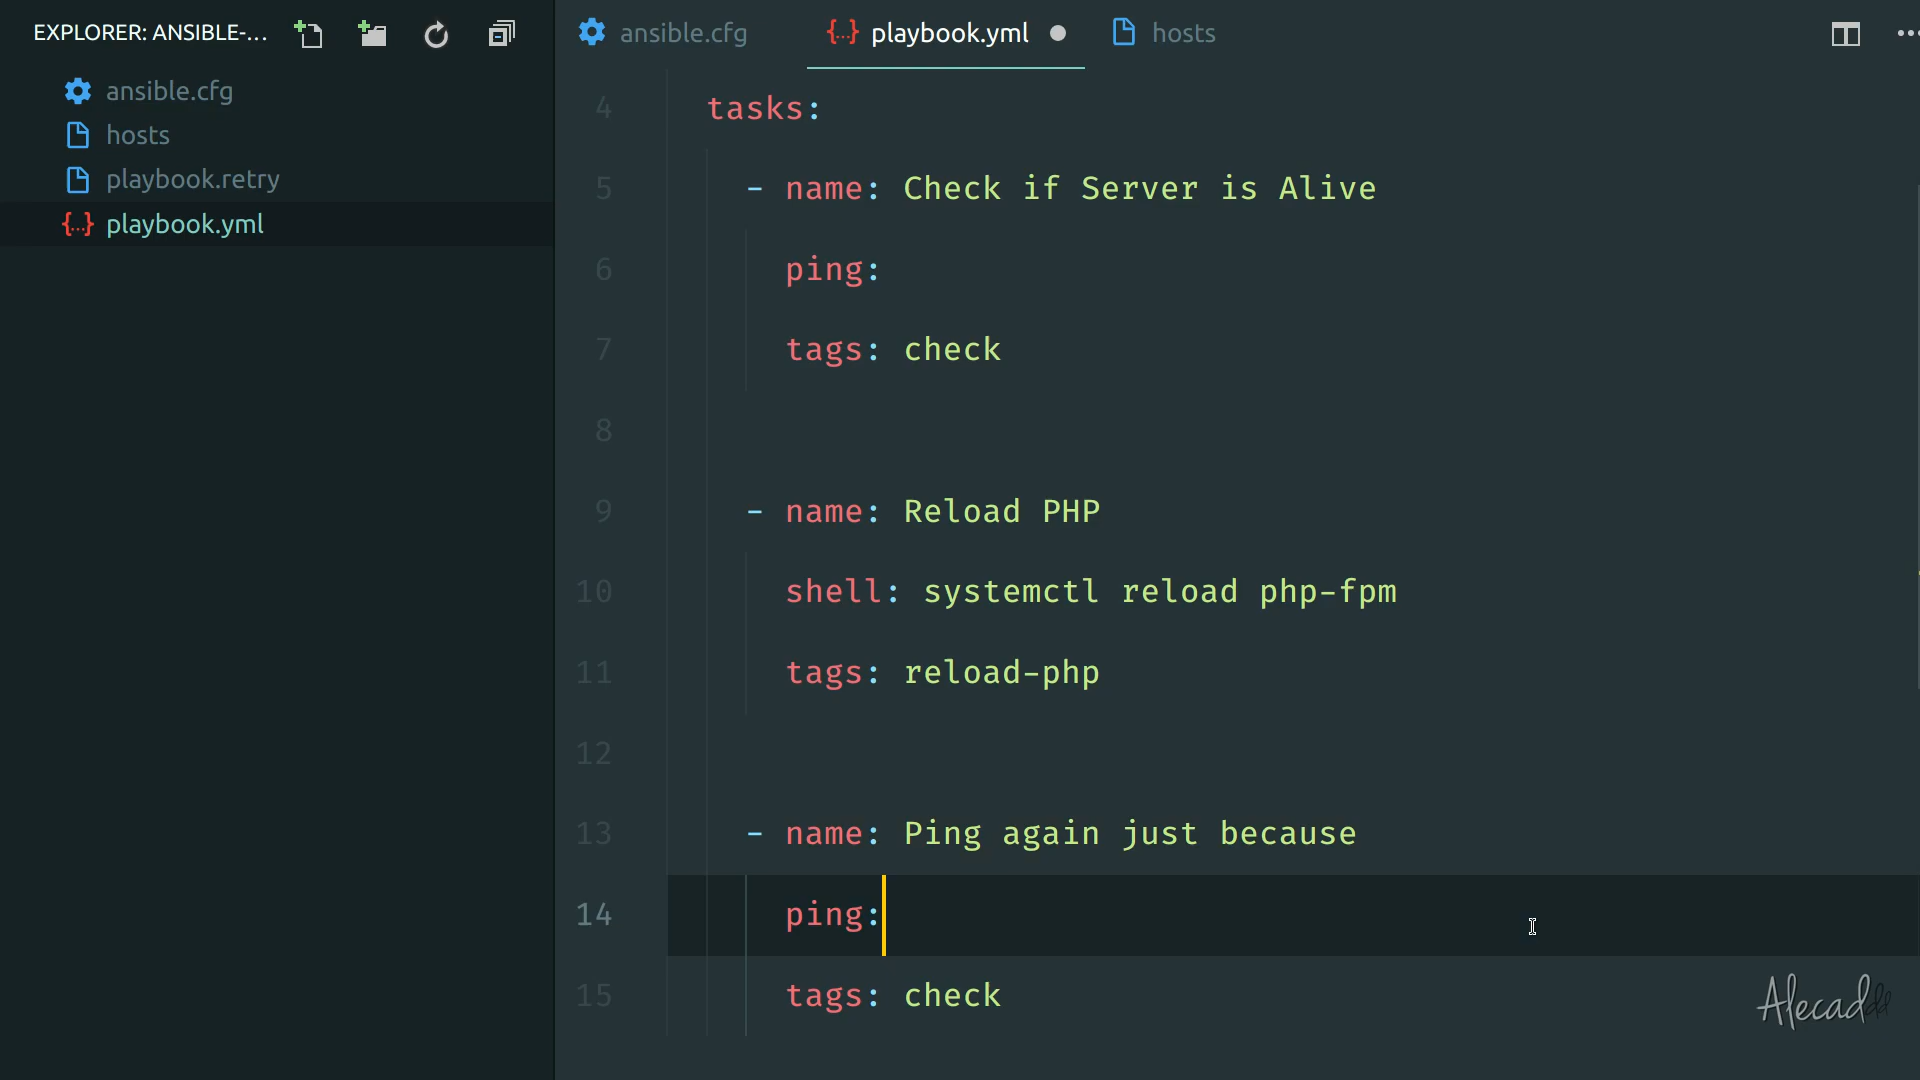 EXPLORER: ANSIBLE-...
ansible.cfg
hosts
playbook.retry
playbook.yml
ansible.cfg
playbook.yml
hosts
4 tasks:
5 - name: Check if Server is Alive
6 ping:
7 tags: check
8
9 - name: Reload PHP
10 shell: systemctl reload php-fpm
11 tags: reload-php
12
13 - name: Ping again just because
14 ping:
15 tags: check
Alecaddd